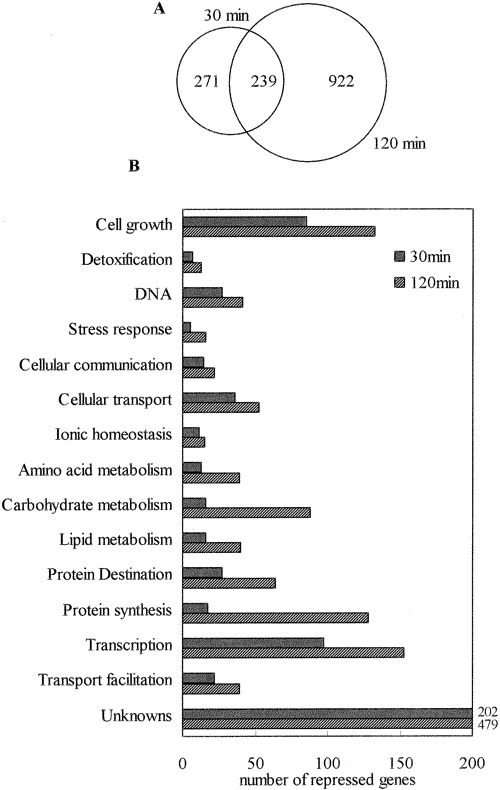 A
30 min
271 239 922
120 min
B
Cell growth
Detoxification
DNA
Stress response
Cellular communication
Cellular transport
Ionic homeostasis
Amino acid metabolism
Carbohydrate metabolism
Lipid metabolism
Protein Destination
Protein synthesis
Transcription
Transport facilitation
Unknowns
30min
120min
202
479
0 50 100 150 200
number of repressed genes